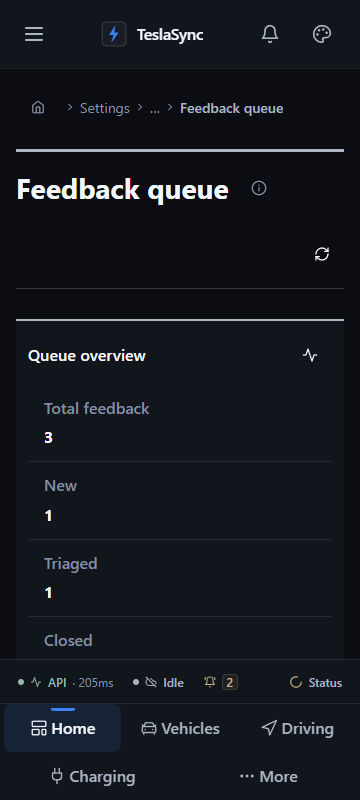 TeslaSync
Settings ... Feedback queue
Feedback queue
Queue overview
Total feedback
3
New
1
Triaged
1
Closed
API · 205ms Idle 2 Status
Home Vehicles Driving
Charging More